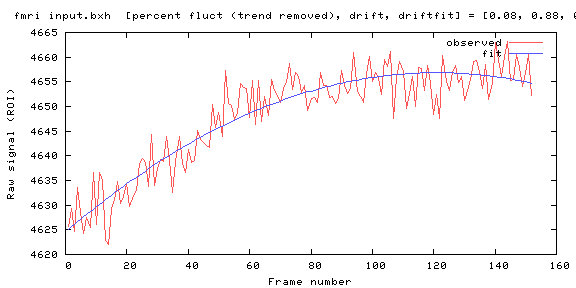 fmri input.bxh [percent fluct (trend removed), drift, driftfit] = [0.08, 0.88, 0
4665
4660
4655
4650
4645
4640
4635
4630
4625
4620
Raw signal (ROI)
observed
fit
0 20 40 60 80 100 120 140 160
Frame number